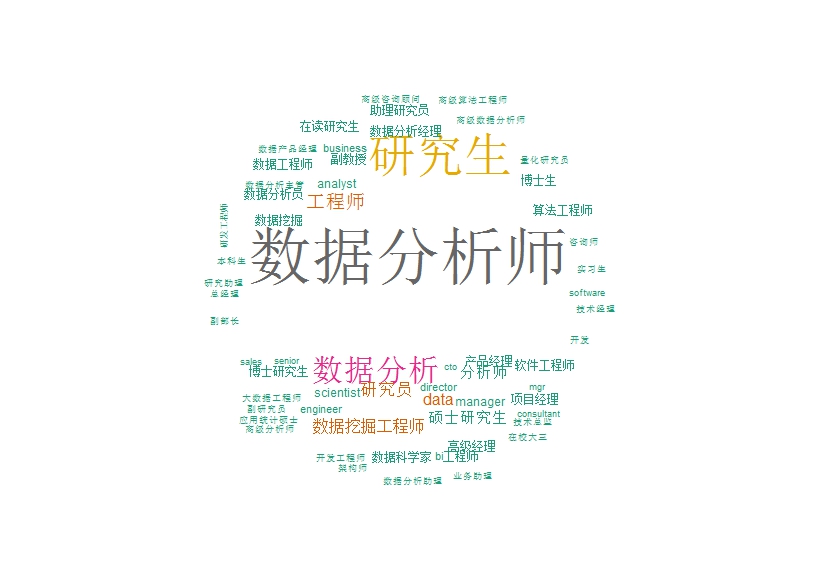 高级咨询顾问
高级算法工程师
助理研究员
高级数据分析师
在读研究生
数据分析经理
数据产品经理
business
研究生
副教授
量化研究员
数据工程师
数据分析主管
analyst
博士生
数据分析员
工程师
算法工程师
研发工程师
数据挖掘
数据分析师
咨询师
本科生
实习生
研究助理
总经理
software
技术经理
副部长
开发
sales
senior
博士研究生
数据分析
cto
产品经理
分析师
软件工程师
研究员
director
mgr
大数据工程师
scientist
data
manager
项目经理
副研究员
engineer
硕士研究生
consultant
应用统计硕士
高级分析师
数据挖掘工程师
技术总监
在校大三
高级经理
开发工程师
数据科学家
bi工程师
架构师
数据分析助理
业务助理